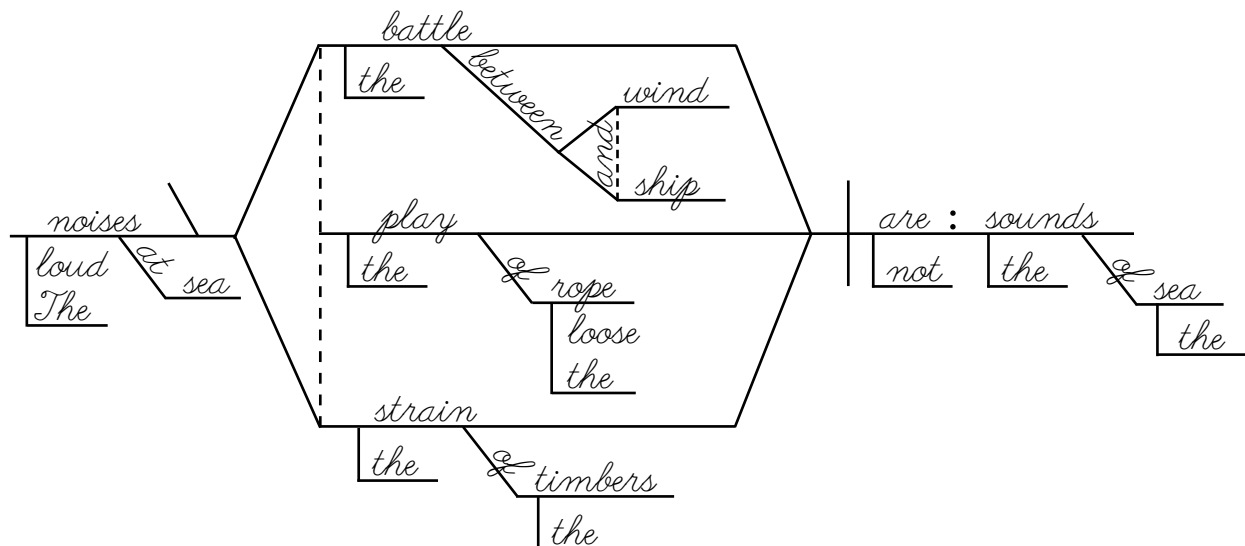 battle
the
between
wind
and
ship
noises
at
sea
loud
The
play
the
of
rope
loose
the
strain
the
of
timbers
the
are : sounds
not
the
of
sea
the